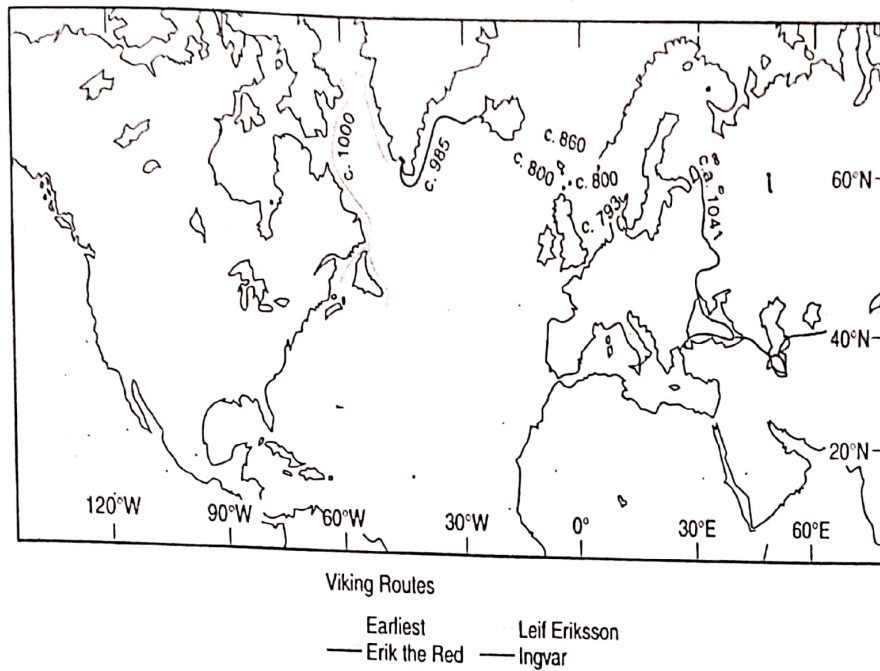 c. 1000
c. 985
c. 860
c. 800
c. 800
c. 793
ca. 1041
60°N
40°N
20°N
120°W
90°W
60°W
30°W
0°
30°E
60°E
Viking Routes
Earliest
Leif Eriksson
Erik the Red
Ingvar